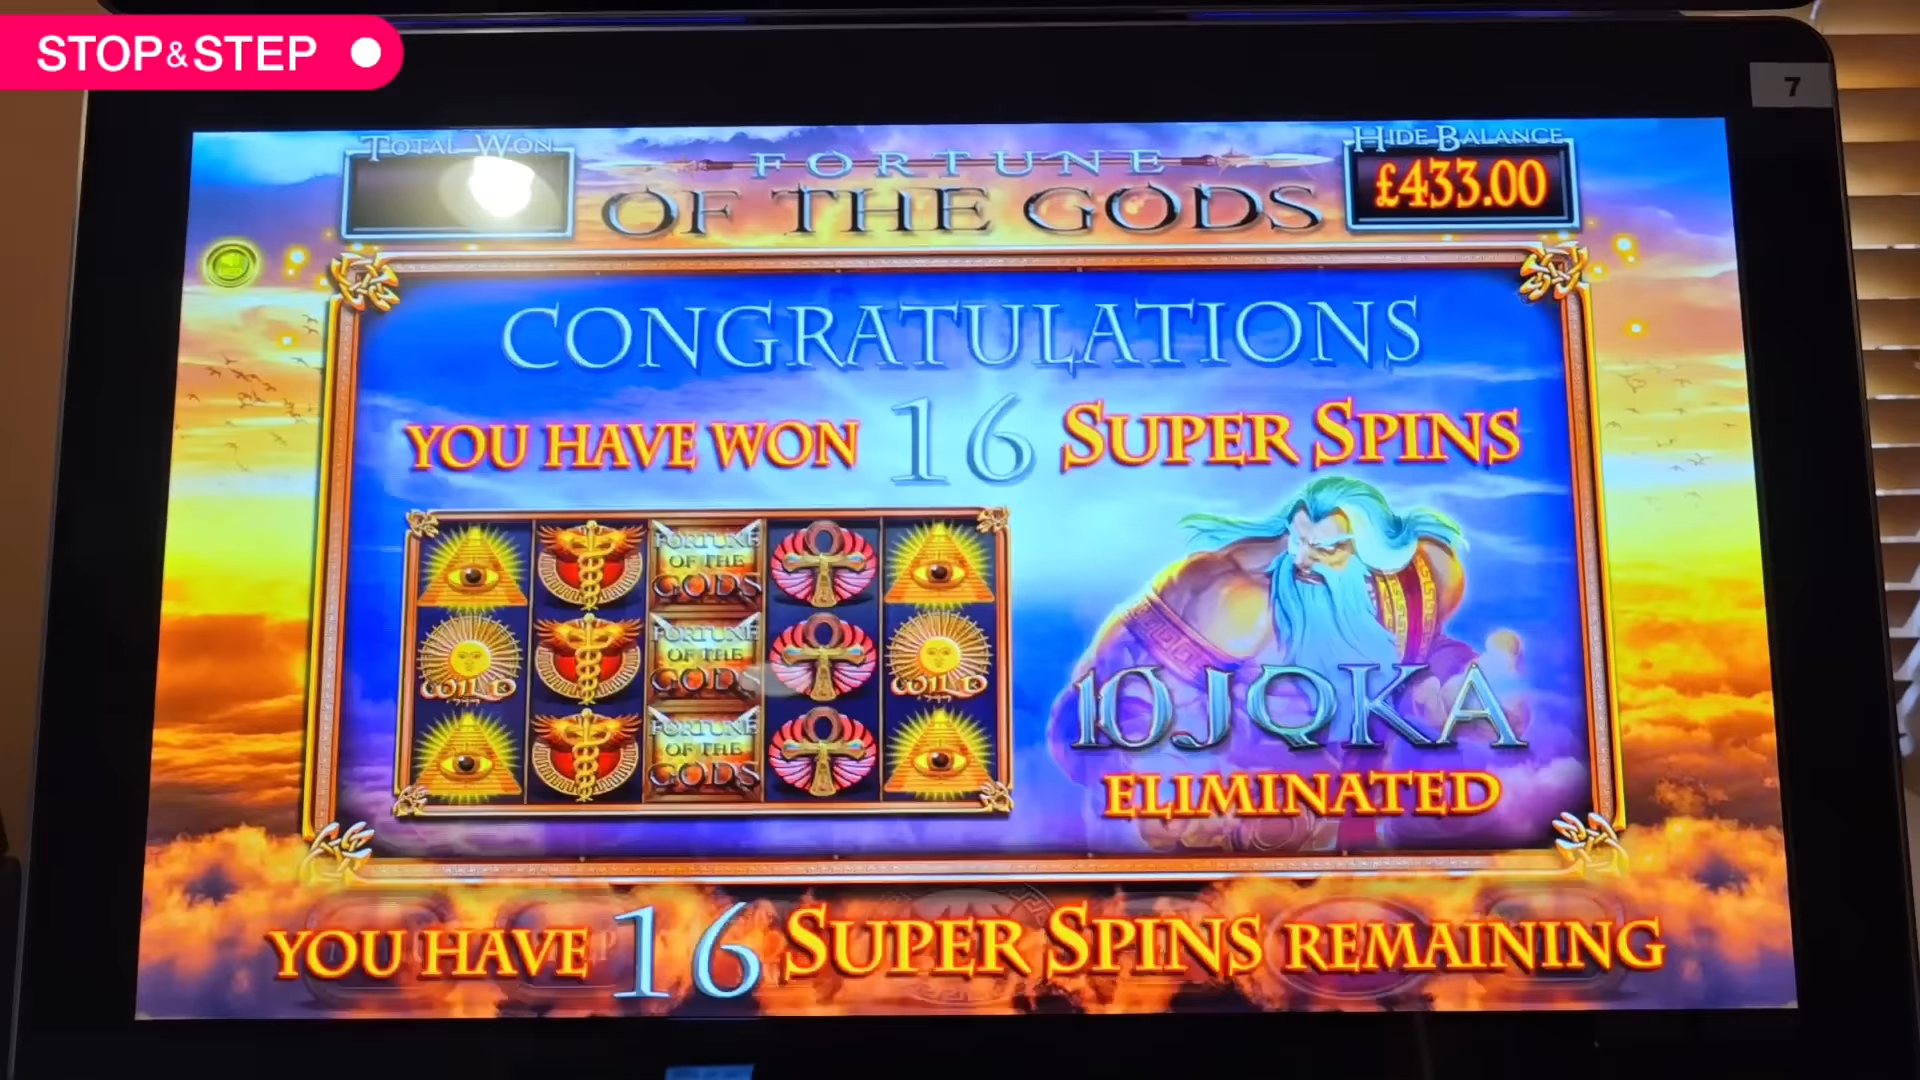 STOP&STEP
7
TOTAL WON
HIDE BALANCE
£433.00
FORTUNE
OF THE GODS
CONGRATULATIONS
YOU HAVE WON 16 SUPER SPINS
FORTUNE
OF THE
GODS
FORTUNE
OF THE
GODS
WILD
WILD
FORTUNE
OF THE
GODS
10 J Q K A
ELIMINATED
YOU HAVE 16 SUPER SPINS REMAINING